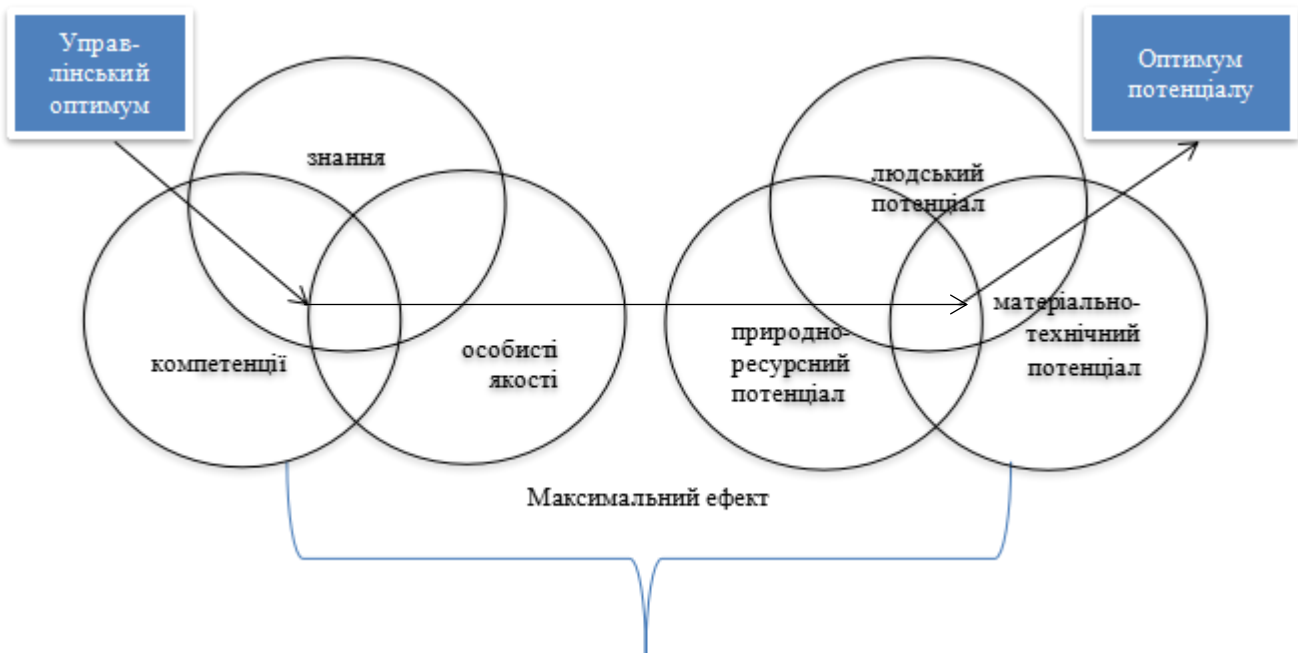 Управ-
лінський
оптимум
Оптимум
потенціалу
знання
компетенції
особисті
якості
людський
потенціал
природно-
ресурсний
потенціал
матеріально-
технічний
потенціал
Максимальний ефект